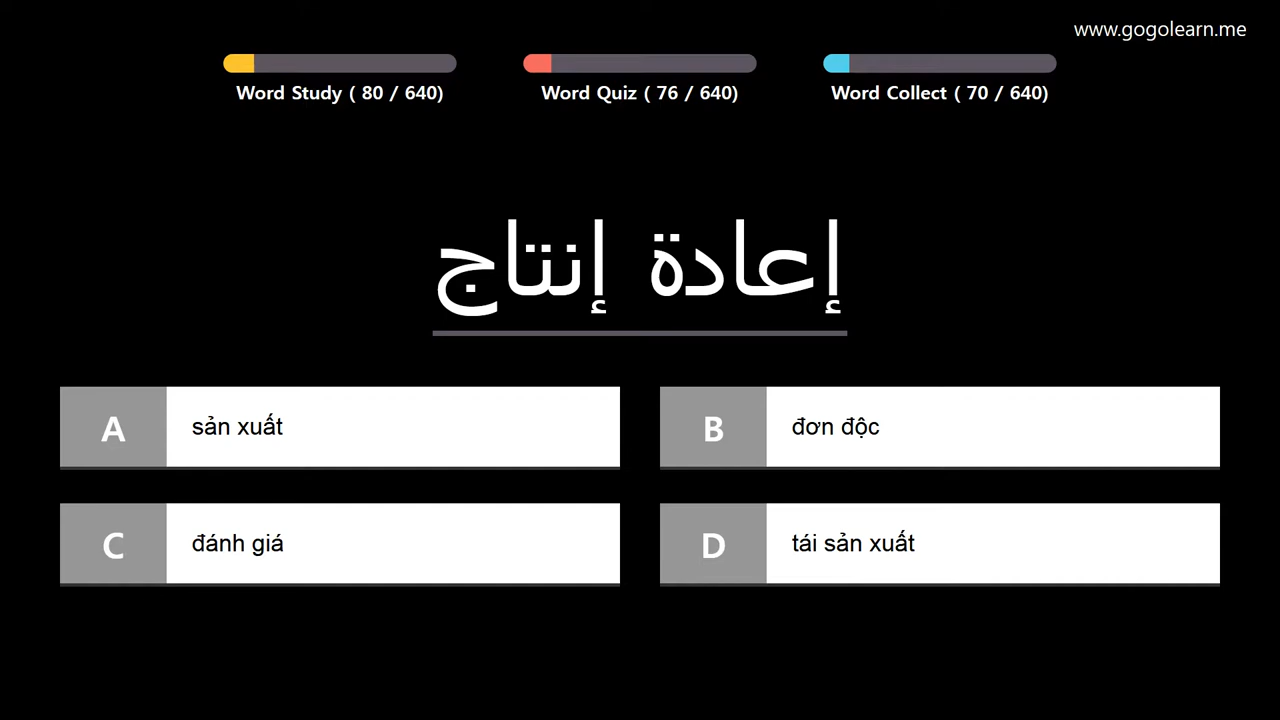 www.gogolearn.me
Word Study ( 80 / 640)
Word Quiz ( 76 / 640)
Word Collect ( 70 / 640)
إعادة إنتاج
A
sản xuất
B
đơn độc
C
đánh giá
D
tái sản xuất